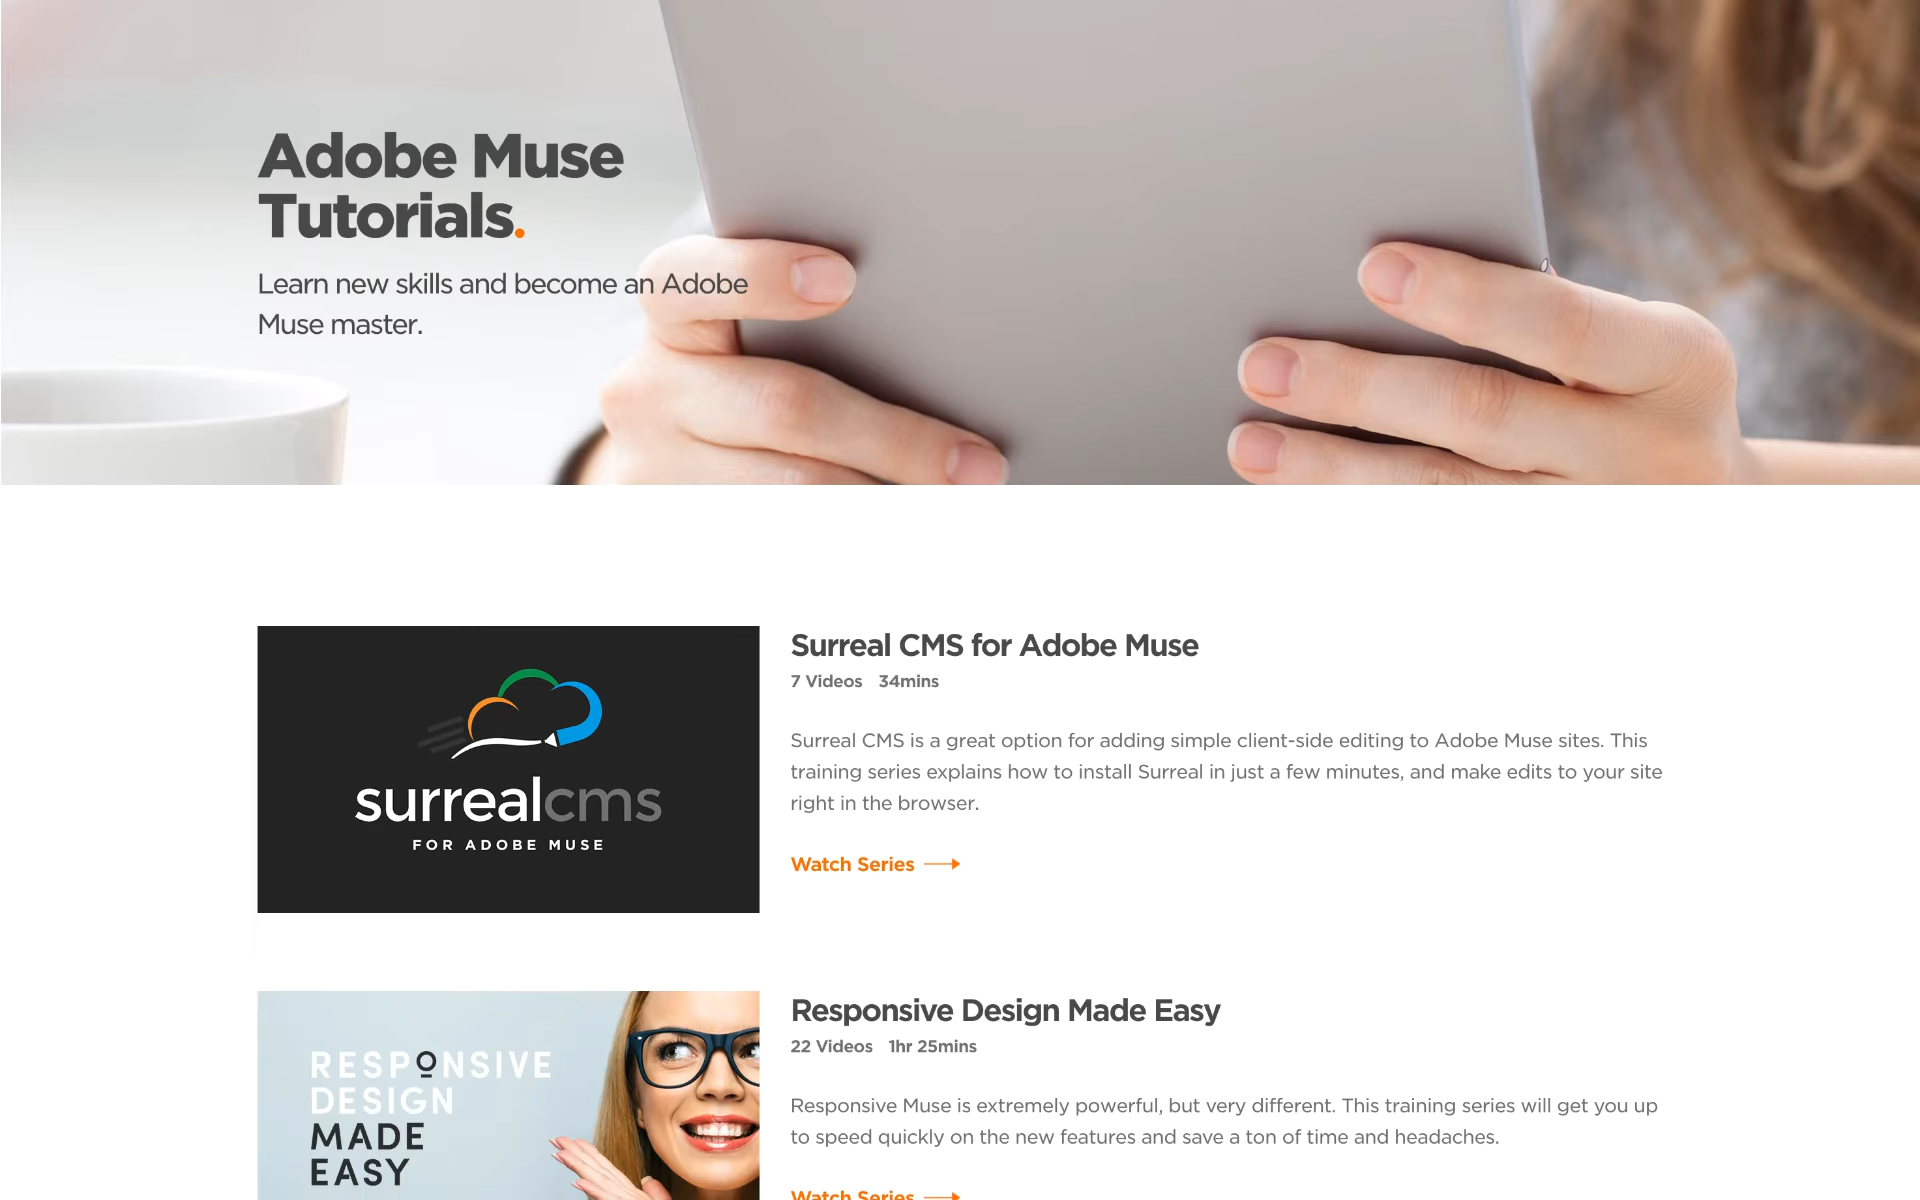 Adobe Muse
Tutorials.
Learn new skills and become an Adobe
Muse master.
surrealcms
FOR ADOBE MUSE
Surreal CMS for Adobe Muse
7 Videos 34mins
Surreal CMS is a great option for adding simple client-side editing to Adobe Muse sites. This
training series explains how to install Surreal in just a few minutes, and make edits to your site
right in the browser.
Watch Series
RESPONSIVE
DESIGN
MADE
EASY
Responsive Design Made Easy
22 Videos 1hr 25mins
Responsive Muse is extremely powerful, but very different. This training series will get you up
to speed quickly on the new features and save a ton of time and headaches.
Watch Series